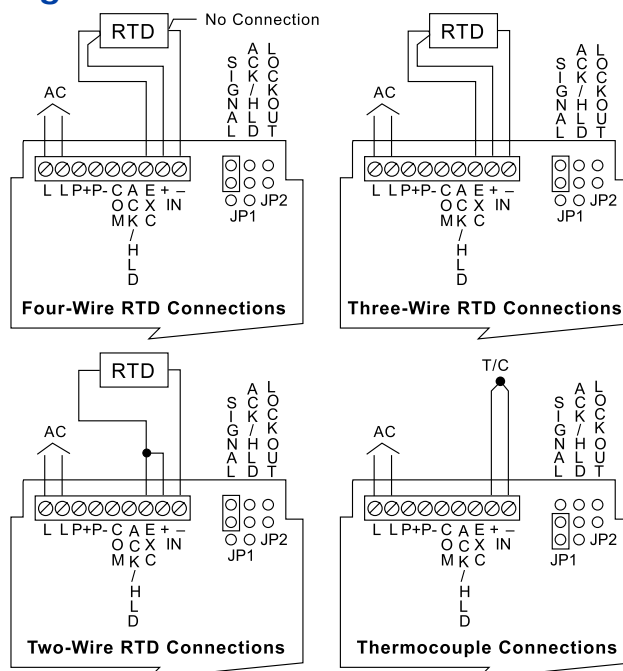 RTD
No Connection
SIGNAL
ACK/HLD
LOCKOUT
AC
L L P+ P- COM ACK/HLD EXC + – IN
JP1
JP2
Four-Wire RTD Connections
RTD
SIGNAL
ACK/HLD
LOCKOUT
L L P+ P- COM ACK/HLD EXC + – IN
JP1
JP2
Three-Wire RTD Connections
RTD
SIGNAL
ACK/HLD
LOCKOUT
AC
L L P+ P- COM ACK/HLD EXC + – IN
JP1
JP2
Two-Wire RTD Connections
T/C
SIGNAL
ACK/HLD
LOCKOUT
AC
L L P+ P- COM ACK/HLD EXC + – IN
JP1
JP2
Thermocouple Connections